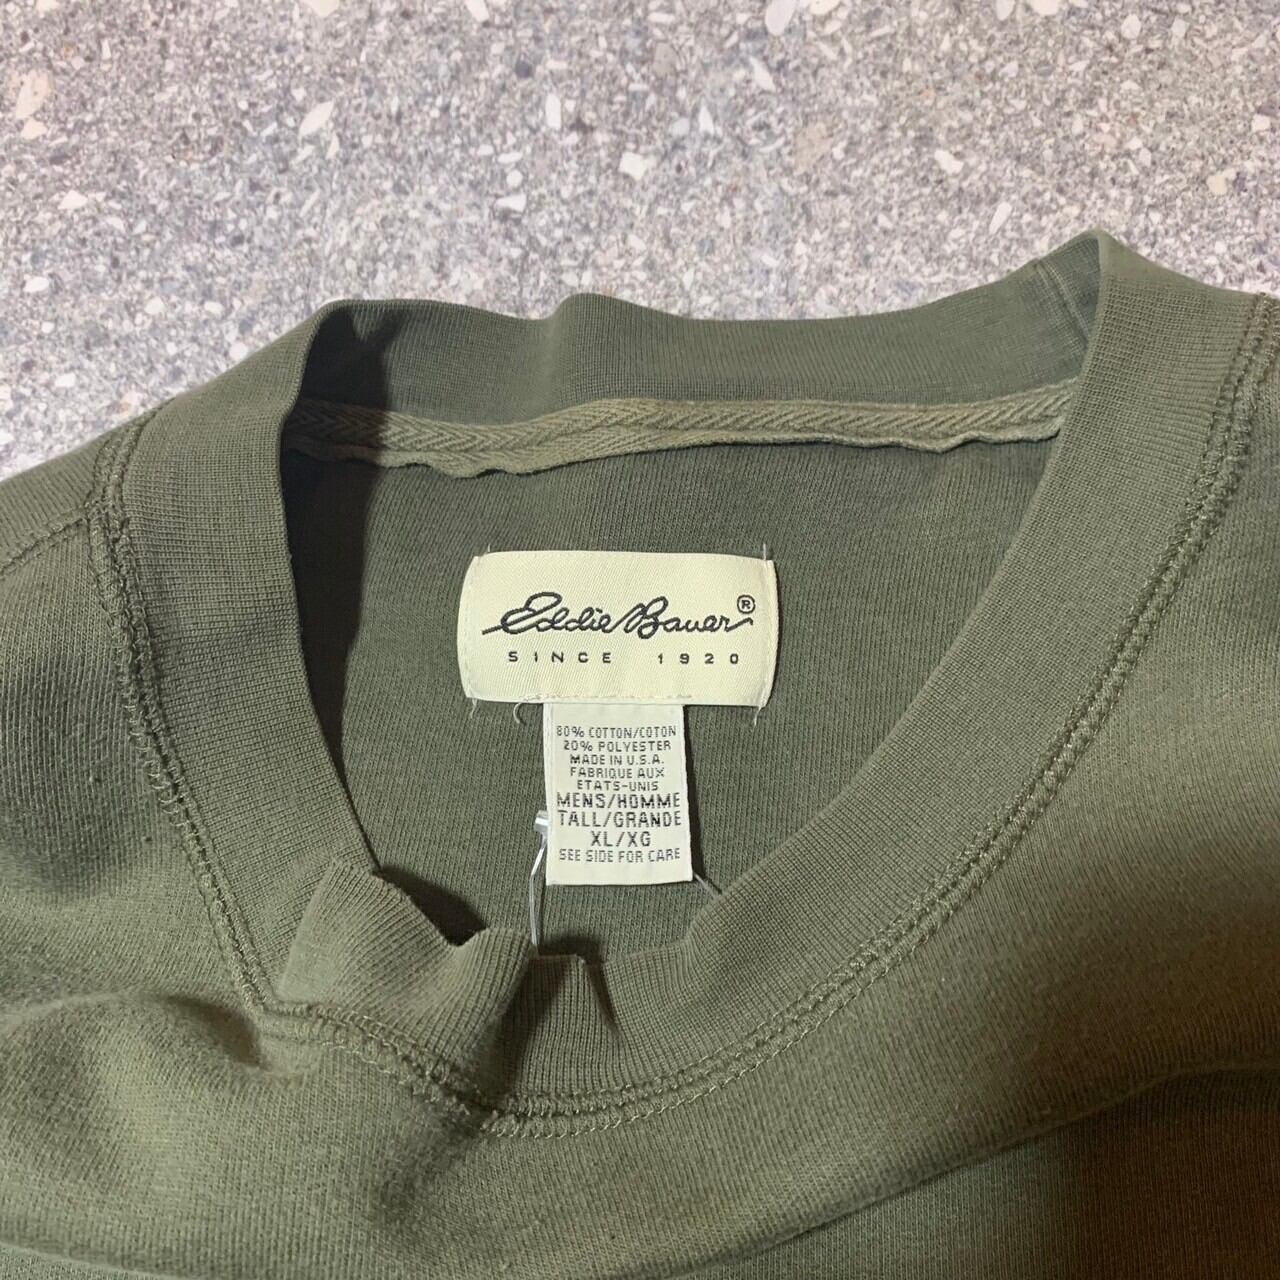 Eddie Bauer®
SINCE 1920
80% COTTON/COTON
20% POLYESTER
MADE IN U.S.A.
FABRIQUE AUX
ETATS-UNIS
MENS/HOMME
TALL/GRANDE
XL/XG
SEE SIDE FOR CARE